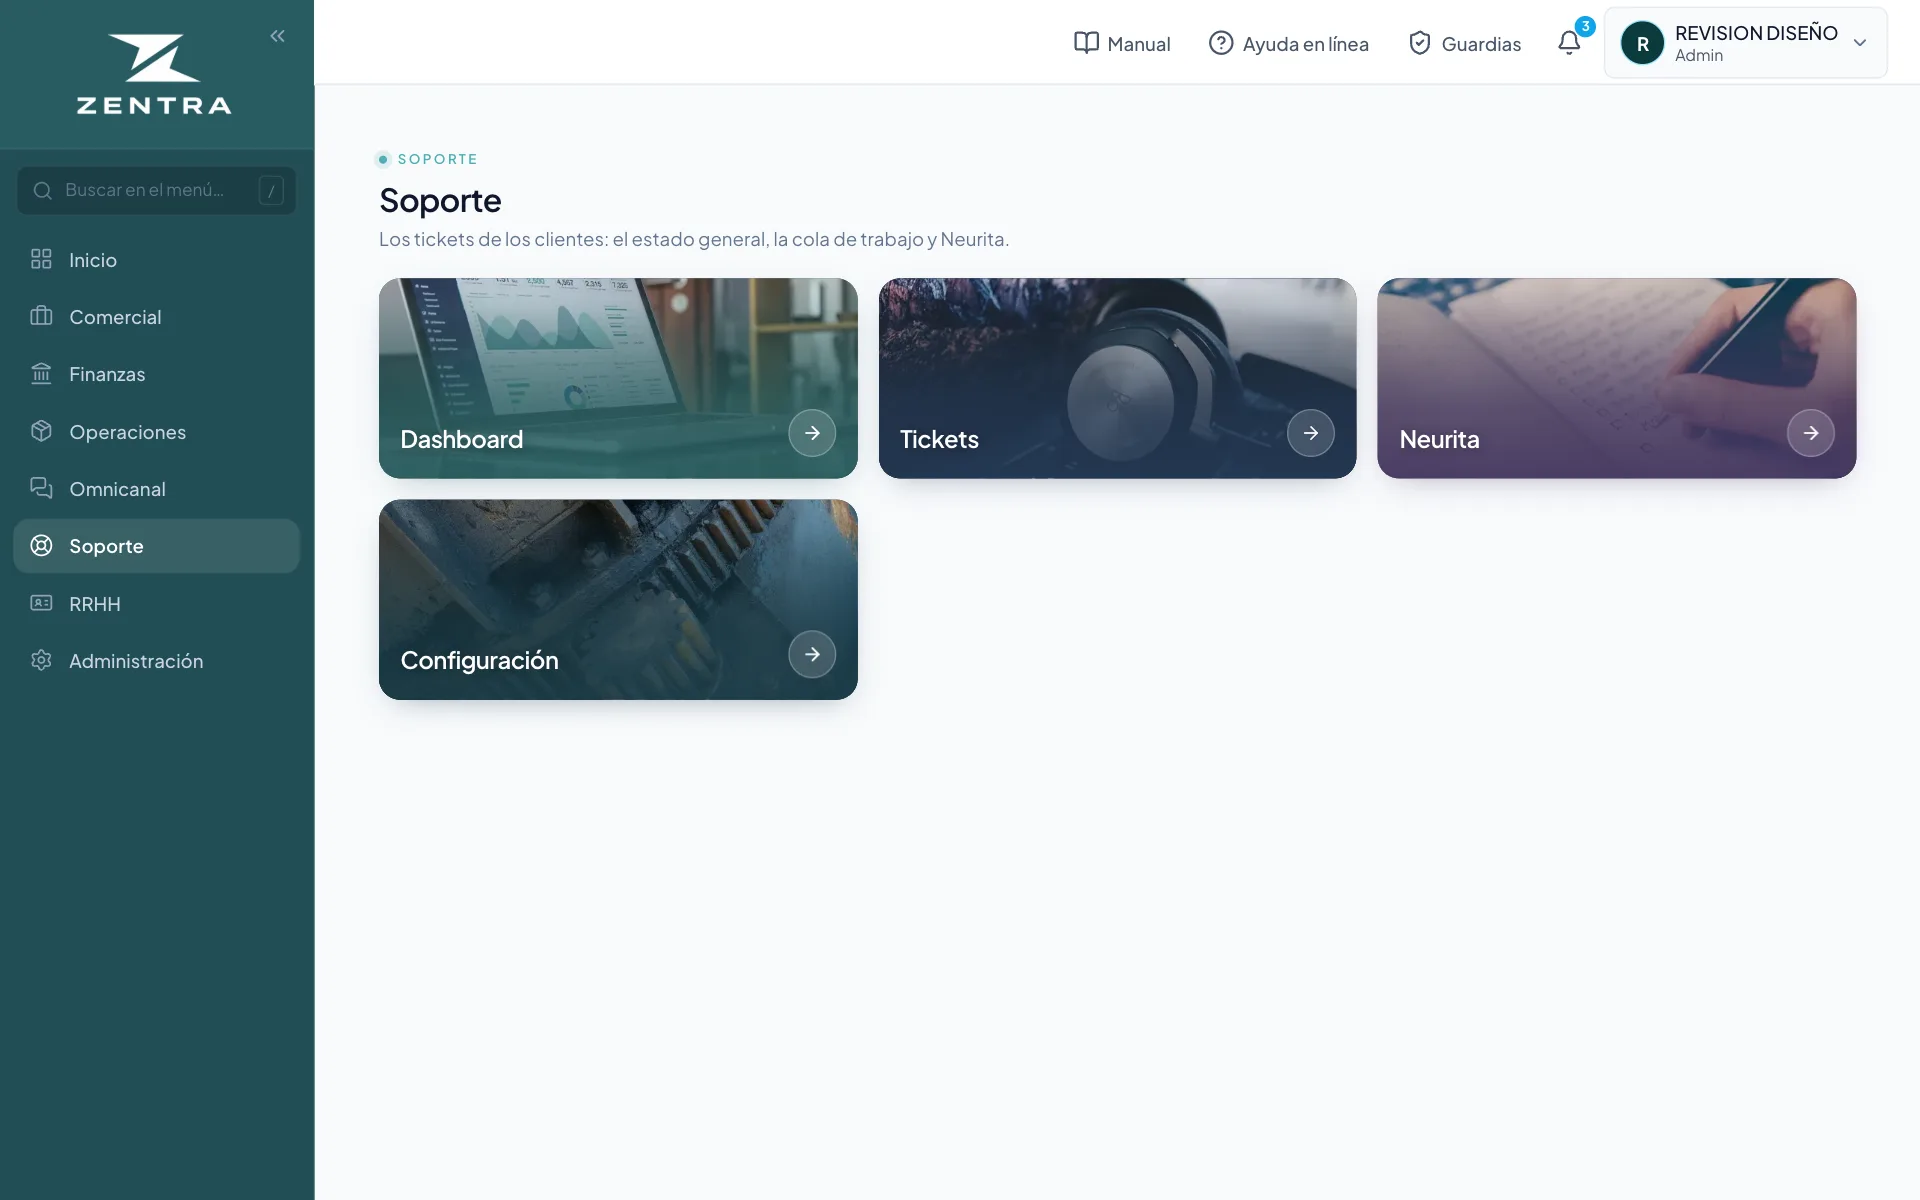 ZENTRA
Buscar en el menú... /
Inicio
Comercial
Finanzas
Operaciones
Omnicanal
Soporte
RRHH
Administración
Manual
Ayuda en línea
Guardias
3
R
REVISION DISEÑO
Admin
SOPORTE
Soporte
Los tickets de los clientes: el estado general, la cola de trabajo y Neurita.
Dashboard
Tickets
Neurita
Configuración